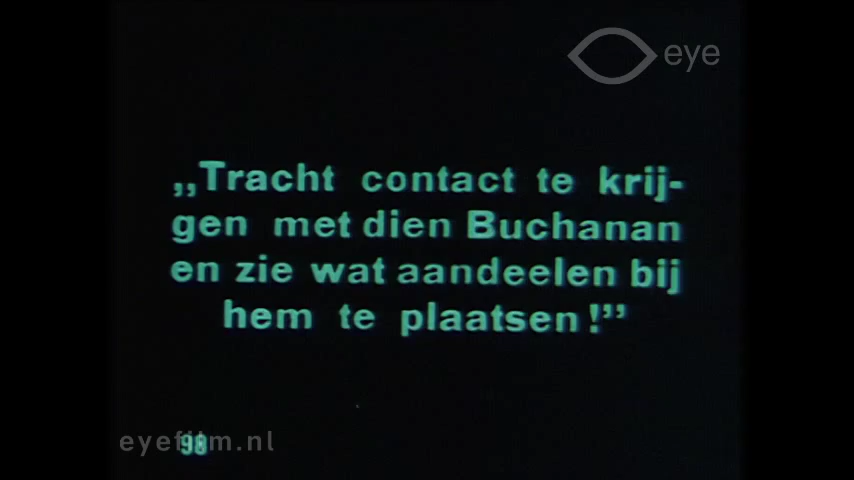 eye
„Tracht contact te krij-
gen met dien Buchanan
en zie wat aandeelen bij
hem te plaatsen!”
eyefilm.nl
98